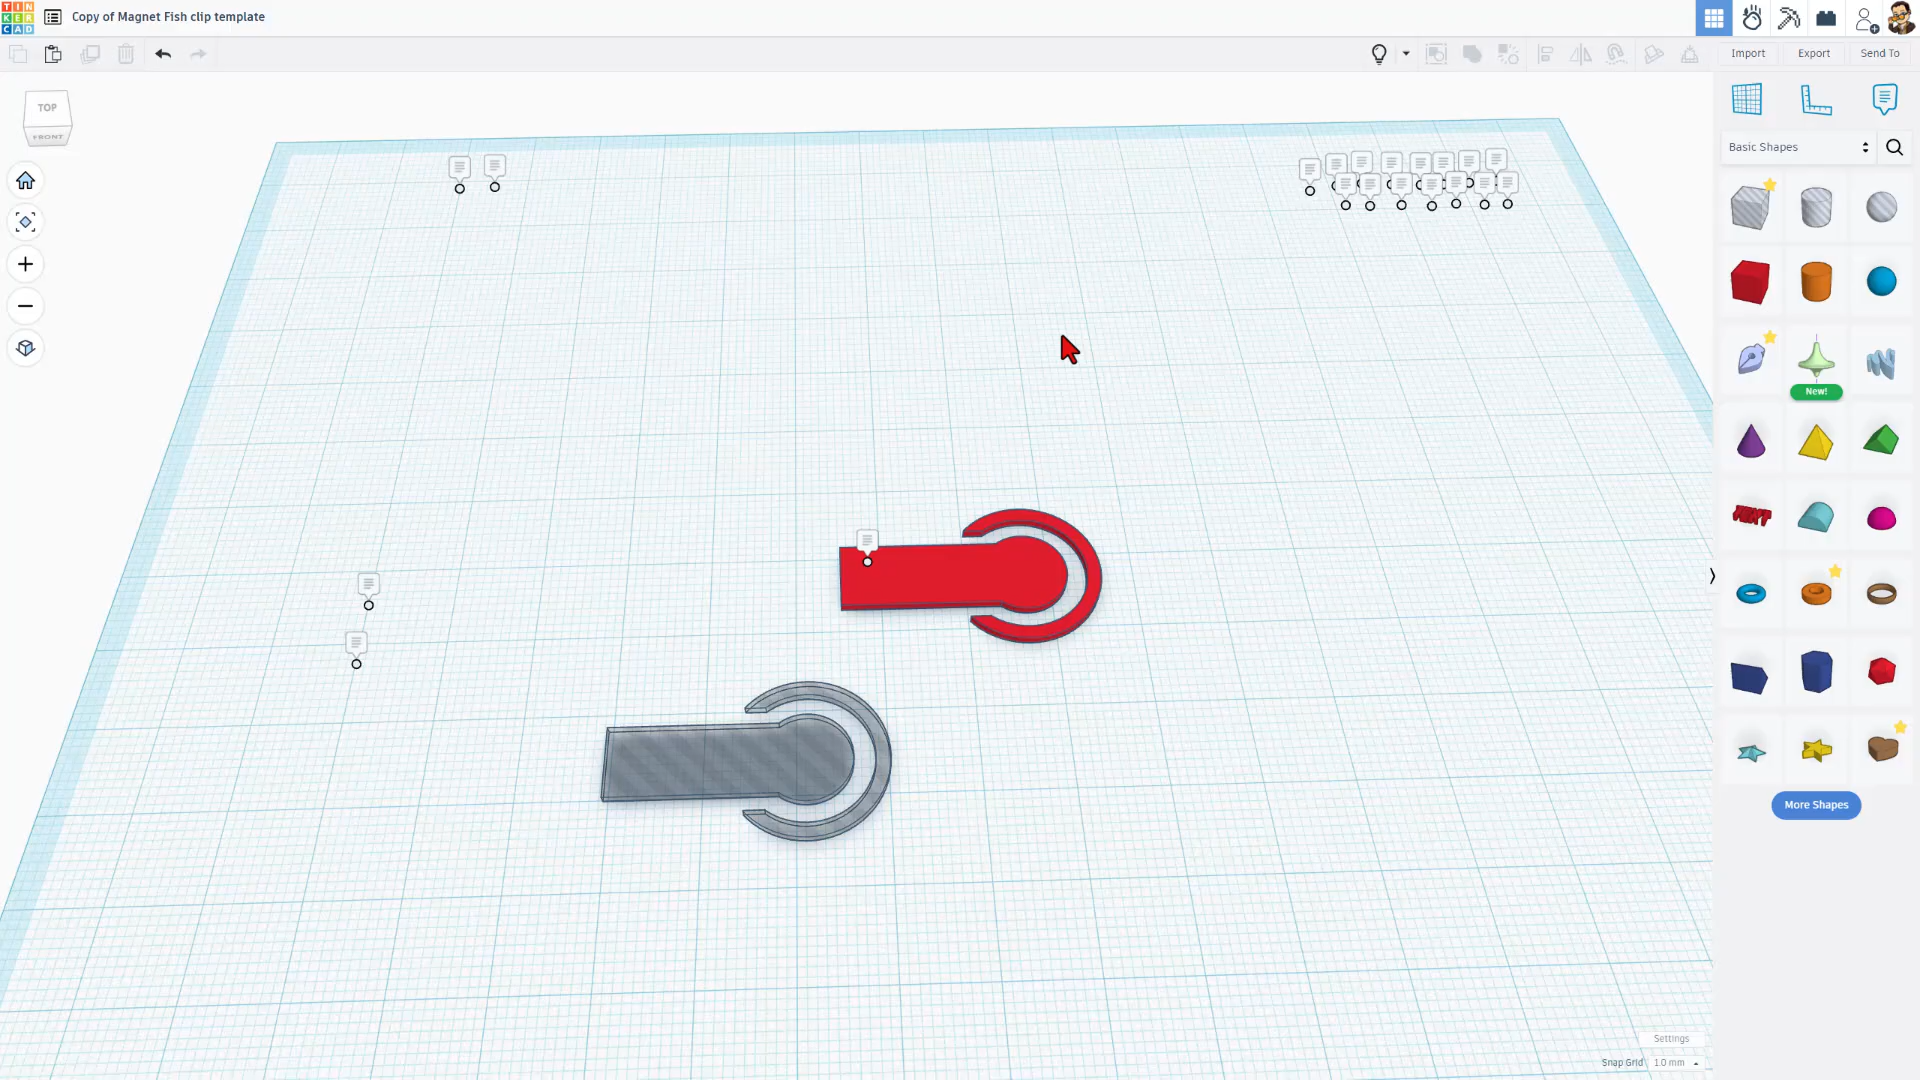 TIN
KER
CAD
Copy of Magnet Fish clip template
Import
Export
Send To
TOP
FRONT
Basic Shapes
New!
TEXT
More Shapes
Settings
Snap Grid 1.0 mm